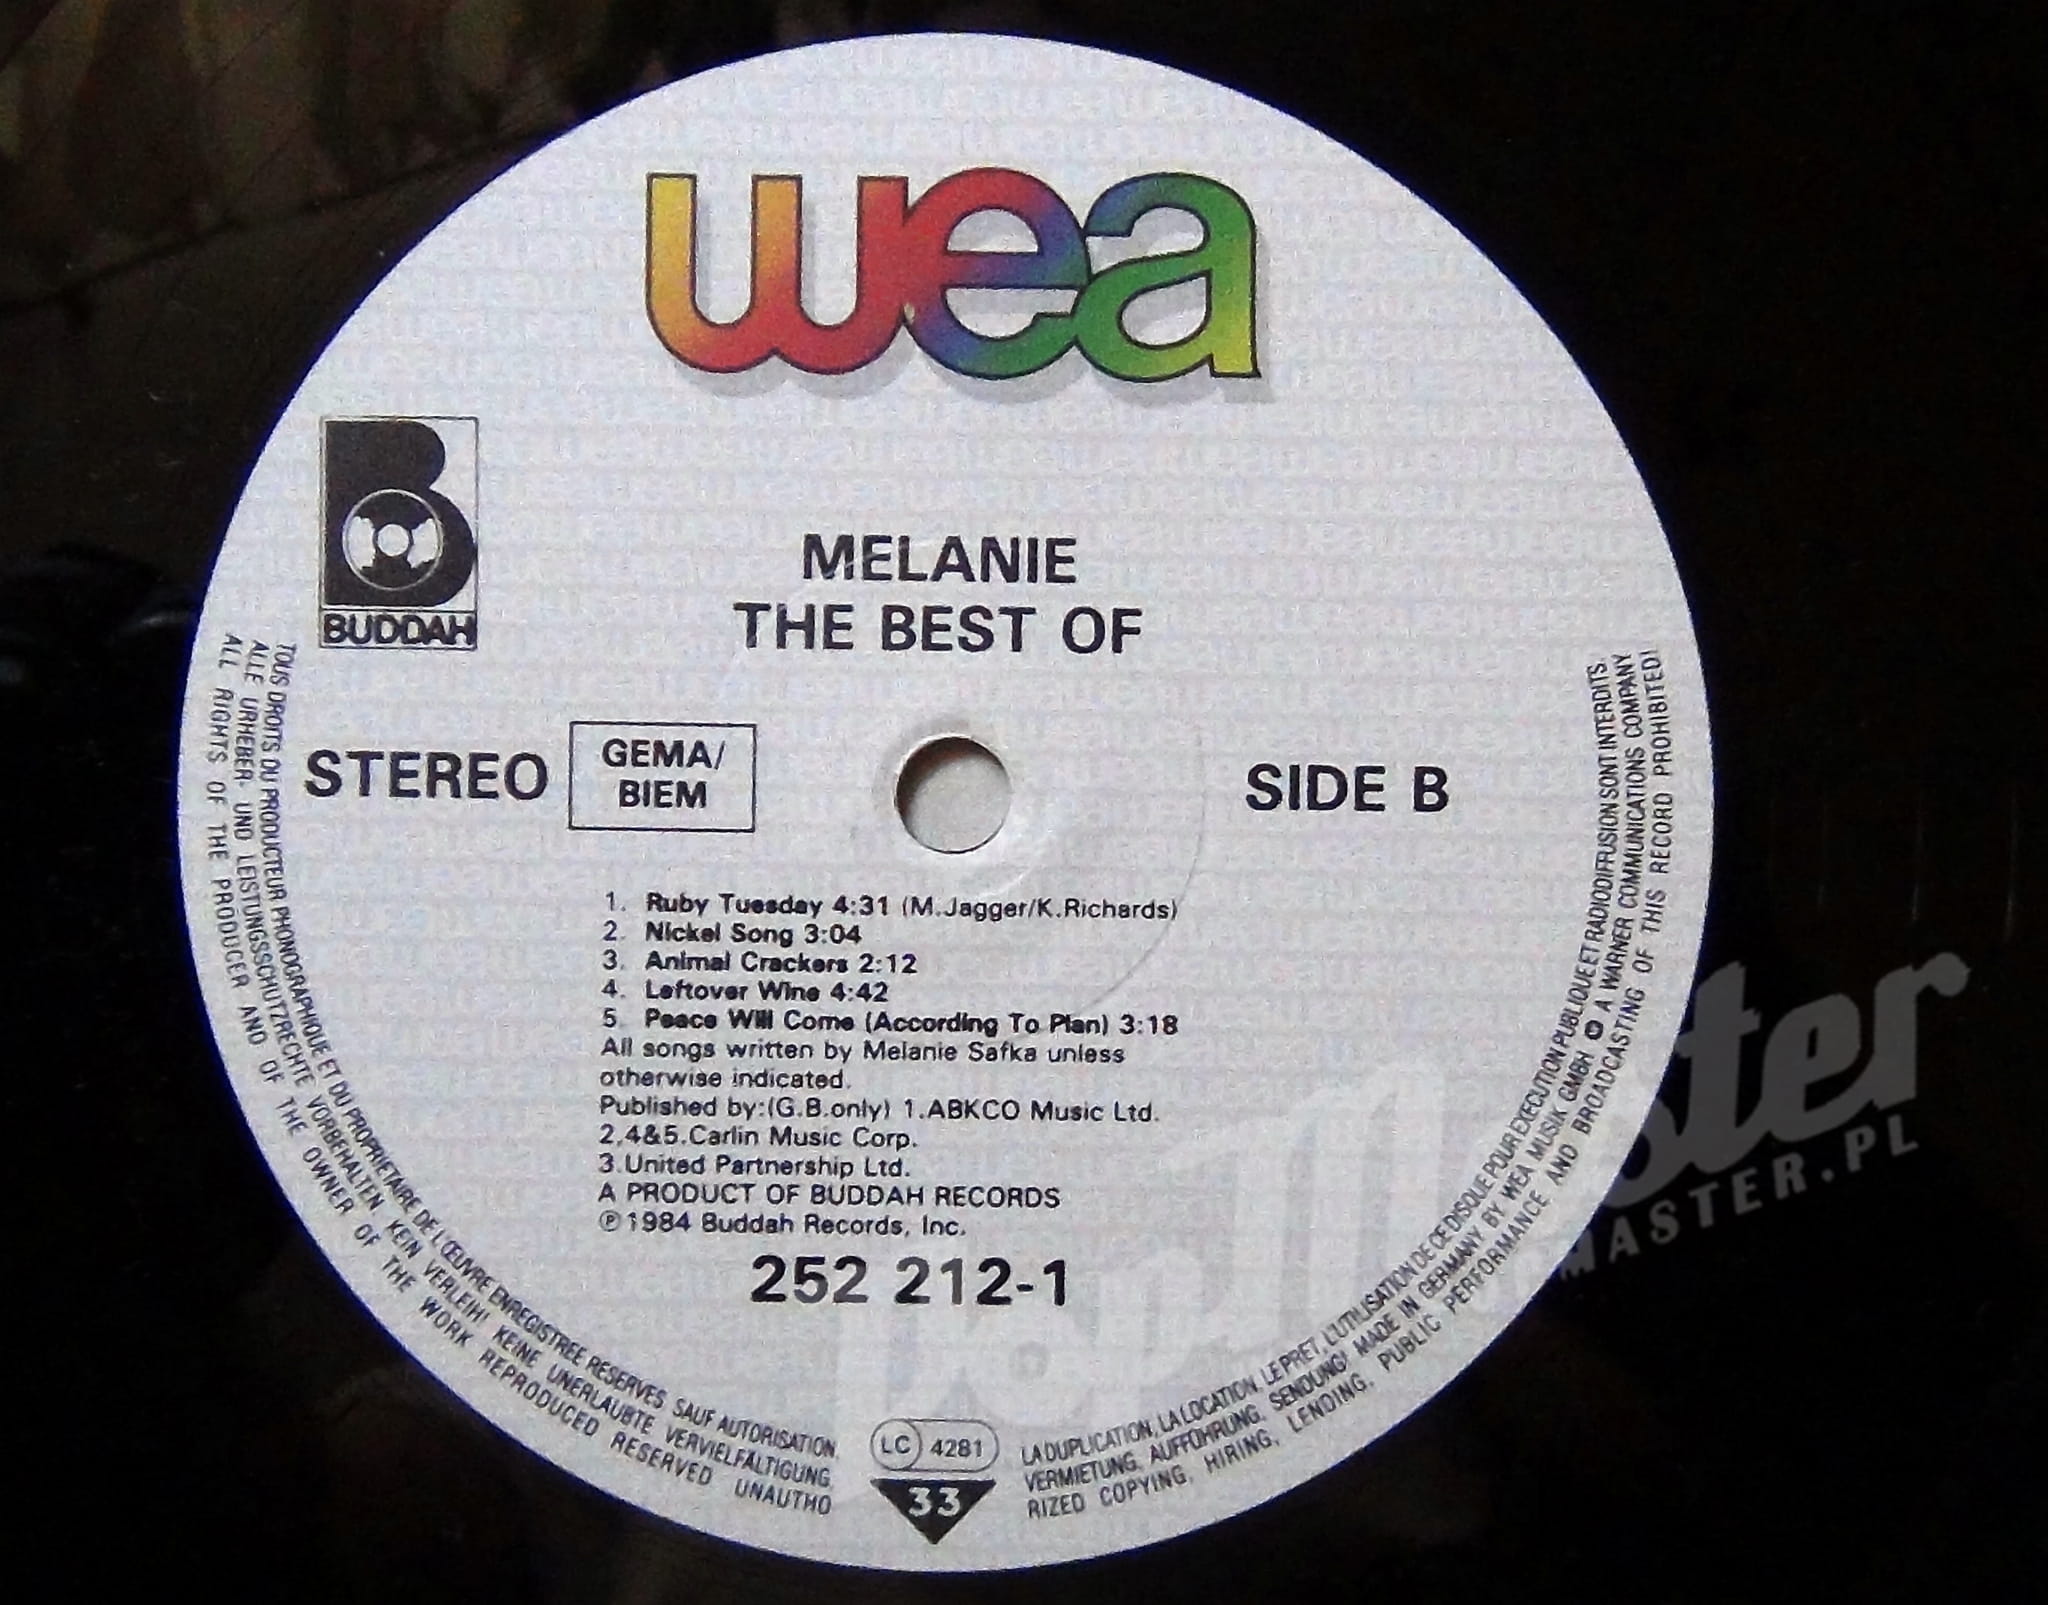 wea
BUDDAH
MELANIE
THE BEST OF
STEREO
GEMA/
BIEM
SIDE B
1. Ruby Tuesday 4:31 (M.Jagger/K.Richards)
2. Nickel Song 3:04
3. Animal Crackers 2:12
4. Leftover Wine 4:42
5. Peace Will Come (According To Plan) 3:18
All songs written by Melanie Safka unless
otherwise indicated.
Published by:(G.B.only) 1.ABKCO Music Ltd.
2,4&5.Carlin Music Corp.
3.United Partnership Ltd.
A PRODUCT OF BUDDAH RECORDS
℗1984 Buddah Records, Inc.
252 212-1
TOUS DROITS DU PRODUCTEUR PHONOGRAPHIQUE ET DU PROPRIETAIRE DE L'ŒUVRE ENREGISTREE RESERVES. SAUF AUTORISATION, LA DUPLICATION, LA LOCATION, LE PRET, L'UTILISATION DE CE DISQUE POUR EXECUTION PUBLIQUE ET RADIODIFFUSION SONT INTERDITS.
ALLE URHEBER- UND LEISTUNGSSCHUTZRECHTE VORBEHALTEN. KEIN VERLEIH! KEINE UNERLAUBTE VERVIELFÄLTIGUNG, VERMIETUNG, AUFFÜHRUNG, SENDUNG! MADE IN GERMANY BY WEA MUSIK GMBH A WARNER COMMUNICATIONS COMPANY
ALL RIGHTS OF THE PRODUCER AND OF THE OWNER OF THE WORK REPRODUCED RESERVED UNAUTHO
RIZED COPYING, HIRING, LENDING, PUBLIC PERFORMANCE AND BROADCASTING OF THIS RECORD PROHIBITED!
LC 4281
33
pop Master
MASTER.PL